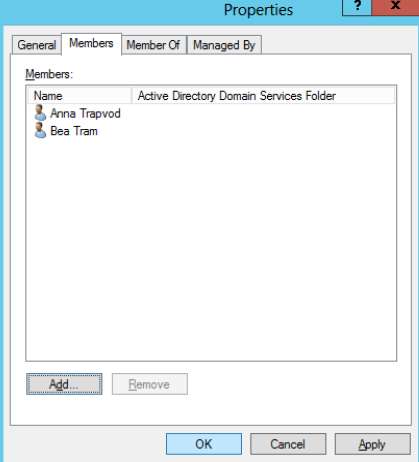 Properties
? x
General Members Member Of Managed By
Members:
Name Active Directory Domain Services Folder
Anna Trapvod
Bea Tram
Add... Remove
OK Cancel Apply